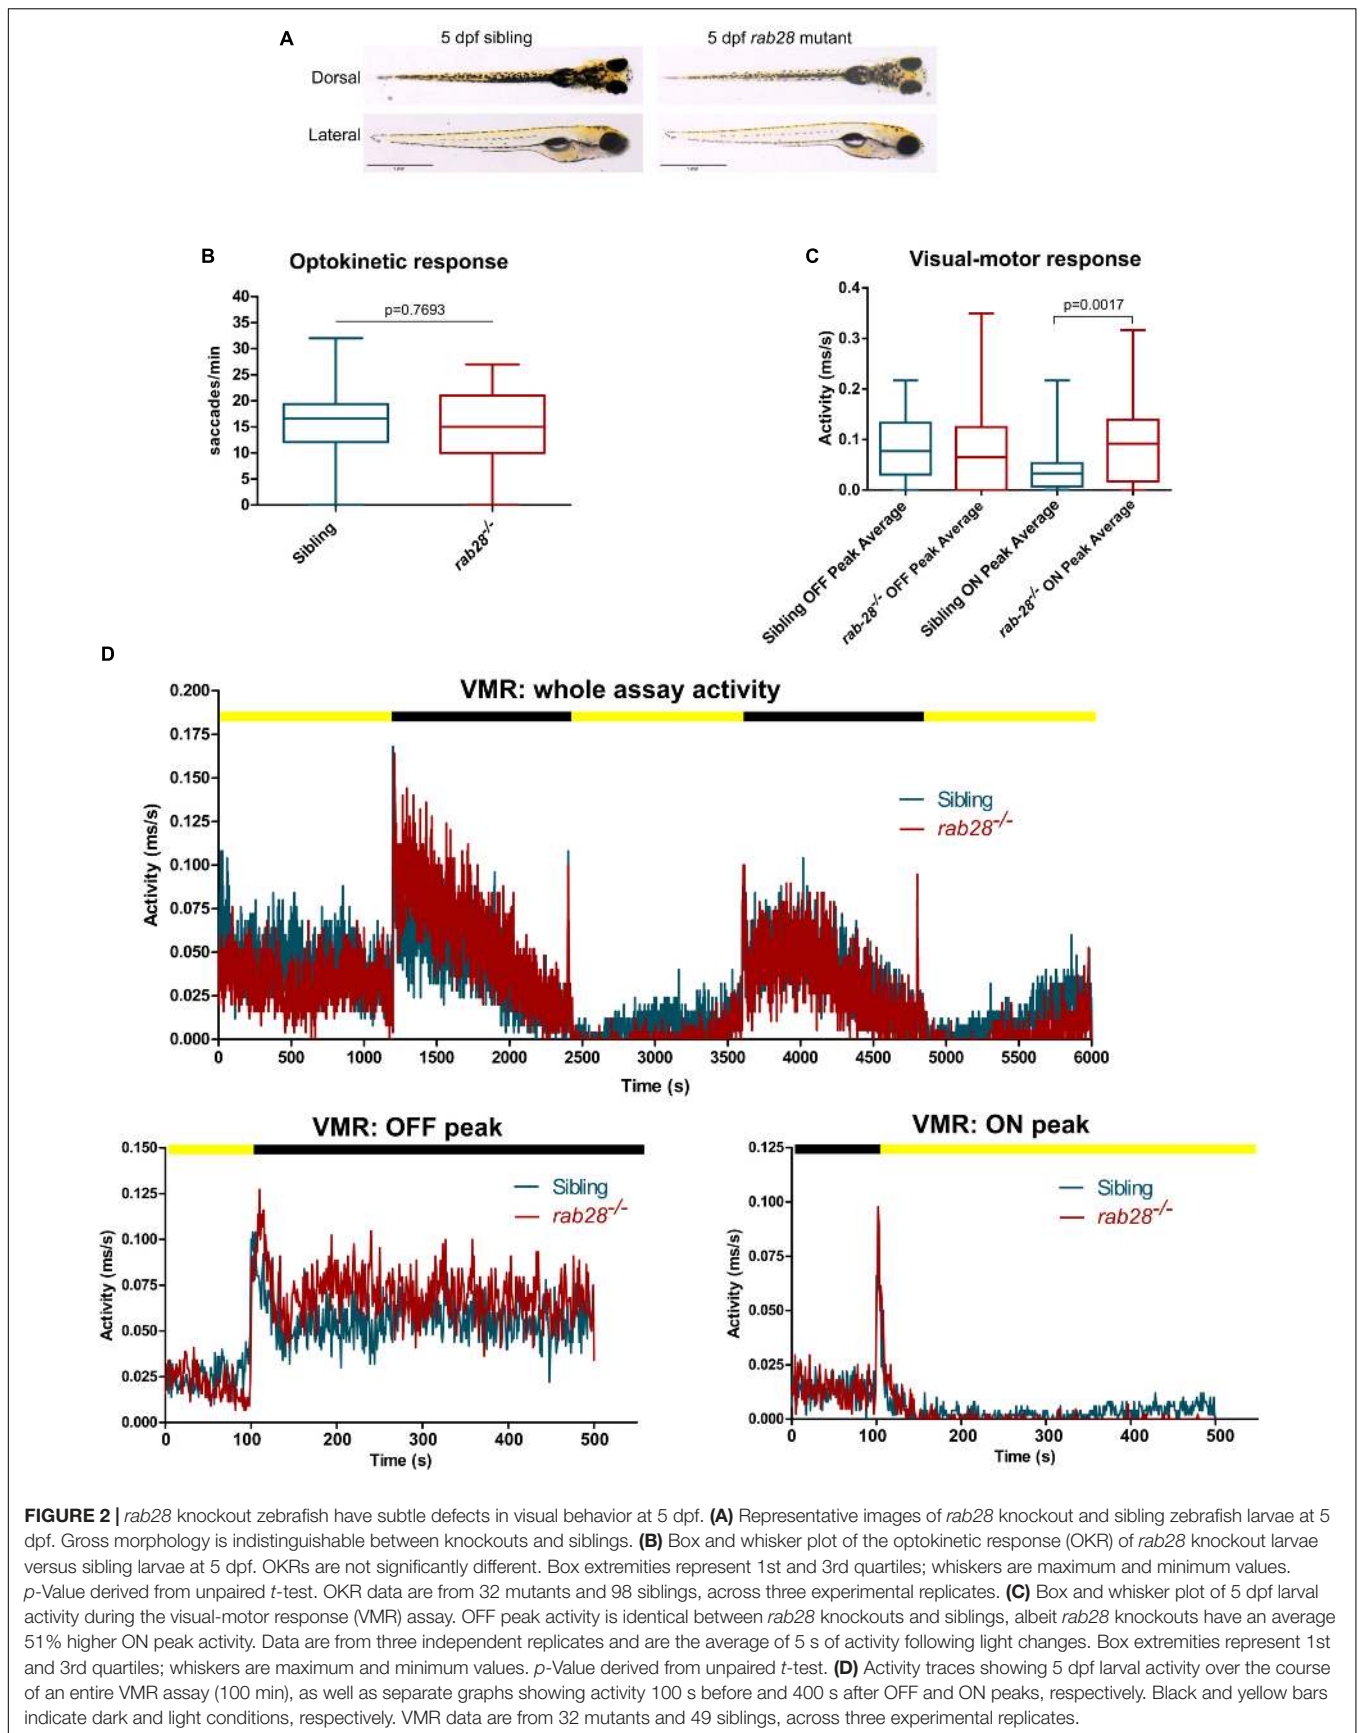 A
5 dpf sibling
5 dpf rab28 mutant
Dorsal
Lateral
B
Optokinetic response
p=0.7693
saccades/min
40
35
30
25
20
15
10
5
0
Sibling
rab28-/-
C
Visual-motor response
p=0.0017
Activity (ms/s)
0.4
0.3
0.2
0.1
0.0
Sibling OFF Peak Average
rab-28-/- OFF Peak Average
Sibling ON Peak Average
rab-28-/- ON Peak Average
D
VMR: whole assay activity
Activity (ms/s)
0.200
0.175
0.150
0.125
0.100
0.075
0.050
0.025
0.000
Sibling
rab28-/-
0 500 1000 1500 2000 2500 3000 3500 4000 4500 5000 5500 6000
Time (s)
VMR: OFF peak
Activity (ms/s)
0.150
0.125
0.100
0.075
0.050
0.025
0.000
Sibling
rab28-/-
0 100 200 300 400 500
Time (s)
VMR: ON peak
Activity (ms/s)
0.125
0.100
0.075
0.050
0.025
0.000
Sibling
rab28-/-
0 100 200 300 400 500
Time (s)
FIGURE 2 | rab28 knockout zebrafish have subtle defects in visual behavior at 5 dpf. (A) Representative images of rab28 knockout and sibling zebrafish larvae at 5
dpf. Gross morphology is indistinguishable between knockouts and siblings. (B) Box and whisker plot of the optokinetic response (OKR) of rab28 knockout larvae
versus sibling larvae at 5 dpf. OKRs are not significantly different. Box extremities represent 1st and 3rd quartiles; whiskers are maximum and minimum values.
p-Value derived from unpaired t-test. OKR data are from 32 mutants and 98 siblings, across three experimental replicates. (C) Box and whisker plot of 5 dpf larval
activity during the visual-motor response (VMR) assay. OFF peak activity is identical between rab28 knockouts and siblings, albeit rab28 knockouts have an average
51% higher ON peak activity. Data are from three independent replicates and are the average of 5 s of activity following light changes. Box extremities represent 1st
and 3rd quartiles; whiskers are maximum and minimum values. p-Value derived from unpaired t-test. (D) Activity traces showing 5 dpf larval activity over the course
of an entire VMR assay (100 min), as well as separate graphs showing activity 100 s before and 400 s after OFF and ON peaks, respectively. Black and yellow bars
indicate dark and light conditions, respectively. VMR data are from 32 mutants and 49 siblings, across three experimental replicates.